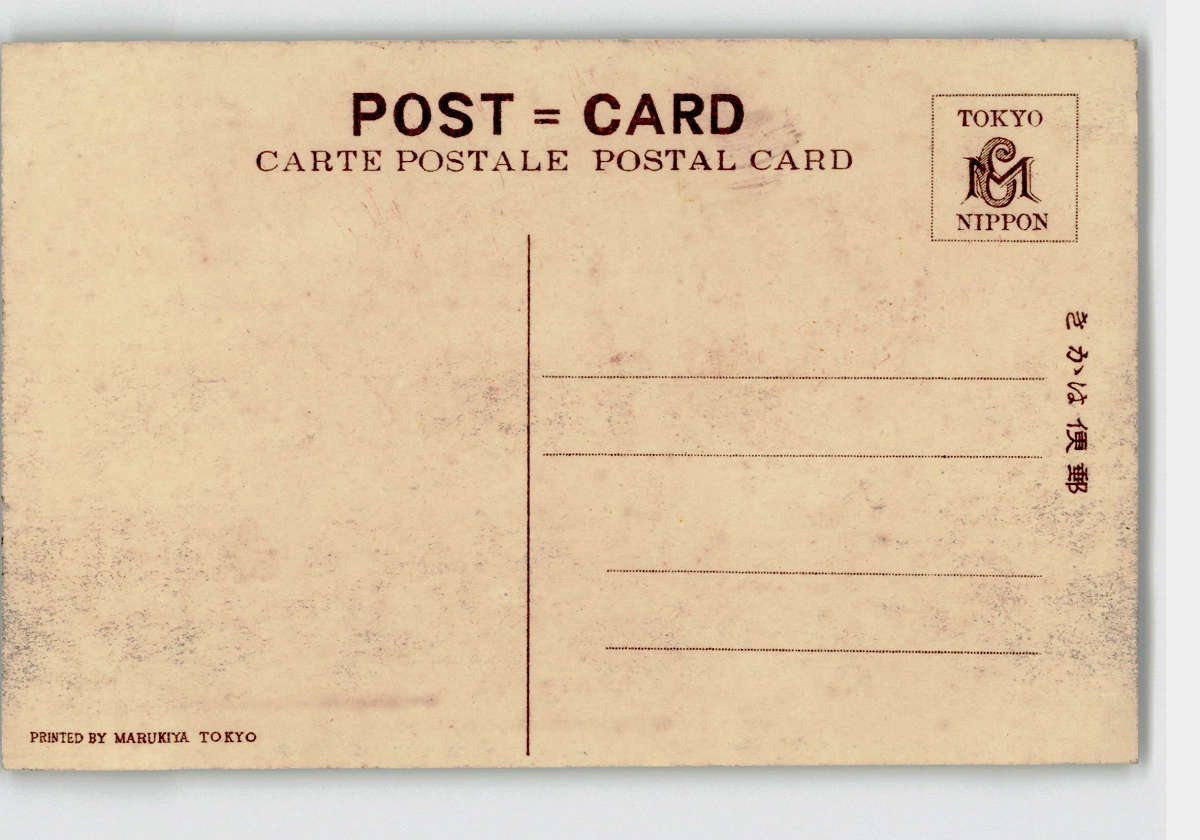 POST = CARD
CARTE POSTALE POSTAL CARD
TOKYO
NIPPON
郵便はかき
PRINTED BY MARUKIYA TOKYO